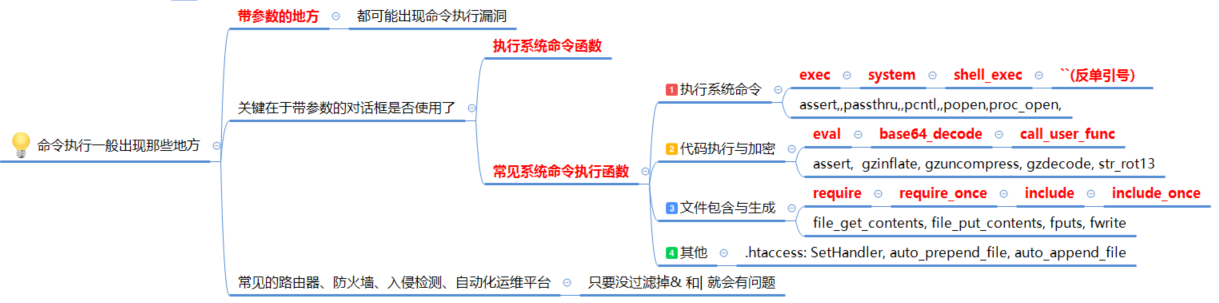 命令执行一般出现那些地方
带参数的地方
都可能出现命令执行漏洞
关键在于带参数的对话框是否使用了
执行系统命令函数
常见系统命令执行函数
1 执行系统命令
exec system shell_exec ``(反单引号)
assert,,passthru,,pcntl,,popen,proc_open,
2 代码执行与加密
eval base64_decode call_user_func
assert, gzinflate, gzuncompress, gzdecode, str_rot13
3 文件包含与生成
require require_once include include_once
file_get_contents, file_put_contents, fputs, fwrite
4 其他
.htaccess: SetHandler, auto_prepend_file, auto_append_file
常见的路由器、防火墙、入侵检测、自动化运维平台
只要没过滤掉& 和| 就会有问题